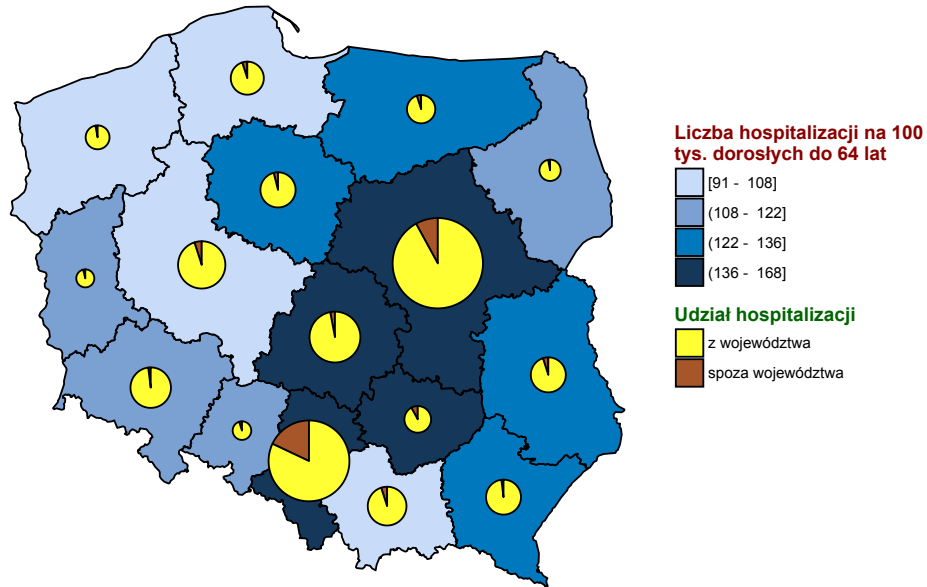 Liczba hospitalizacji na 100
tys. dorosłych do 64 lat
[91 - 108]
(108 - 122]
(122 - 136]
(136 - 168]
Udział hospitalizacji
z województwa
spoza województwa